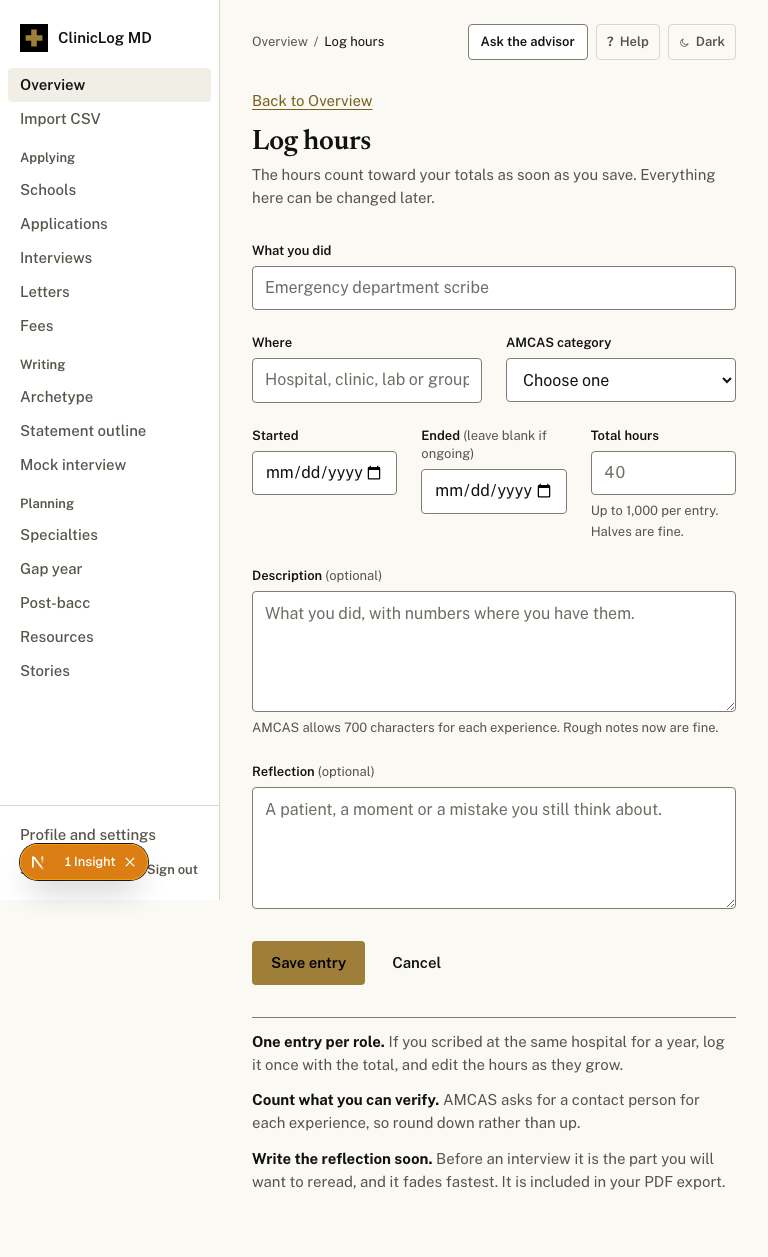 ClinicLog MD
Overview
Import CSV
Applying
Schools
Applications
Interviews
Letters
Fees
Writing
Archetype
Statement outline
Mock interview
Planning
Specialties
Gap year
Post-bacc
Resources
Stories
Profile and settings
1 Insight
Sign out
Overview / Log hours
Ask the advisor
? Help
Dark
Back to Overview
Log hours
The hours count toward your totals as soon as you save. Everything
here can be changed later.
What you did
Emergency department scribe
Where
Hospital, clinic, lab or group
AMCAS category
Choose one
Started
mm/dd/yyyy
Ended (leave blank if
ongoing)
mm/dd/yyyy
Total hours
40
Up to 1,000 per entry.
Halves are fine.
Description (optional)
What you did, with numbers where you have them.
AMCAS allows 700 characters for each experience. Rough notes now are fine.
Reflection (optional)
A patient, a moment or a mistake you still think about.
Save entry
Cancel
One entry per role. If you scribed at the same hospital for a year, log
it once with the total, and edit the hours as they grow.
Count what you can verify. AMCAS asks for a contact person for
each experience, so round down rather than up.
Write the reflection soon. Before an interview it is the part you will
want to reread, and it fades fastest. It is included in your PDF export.